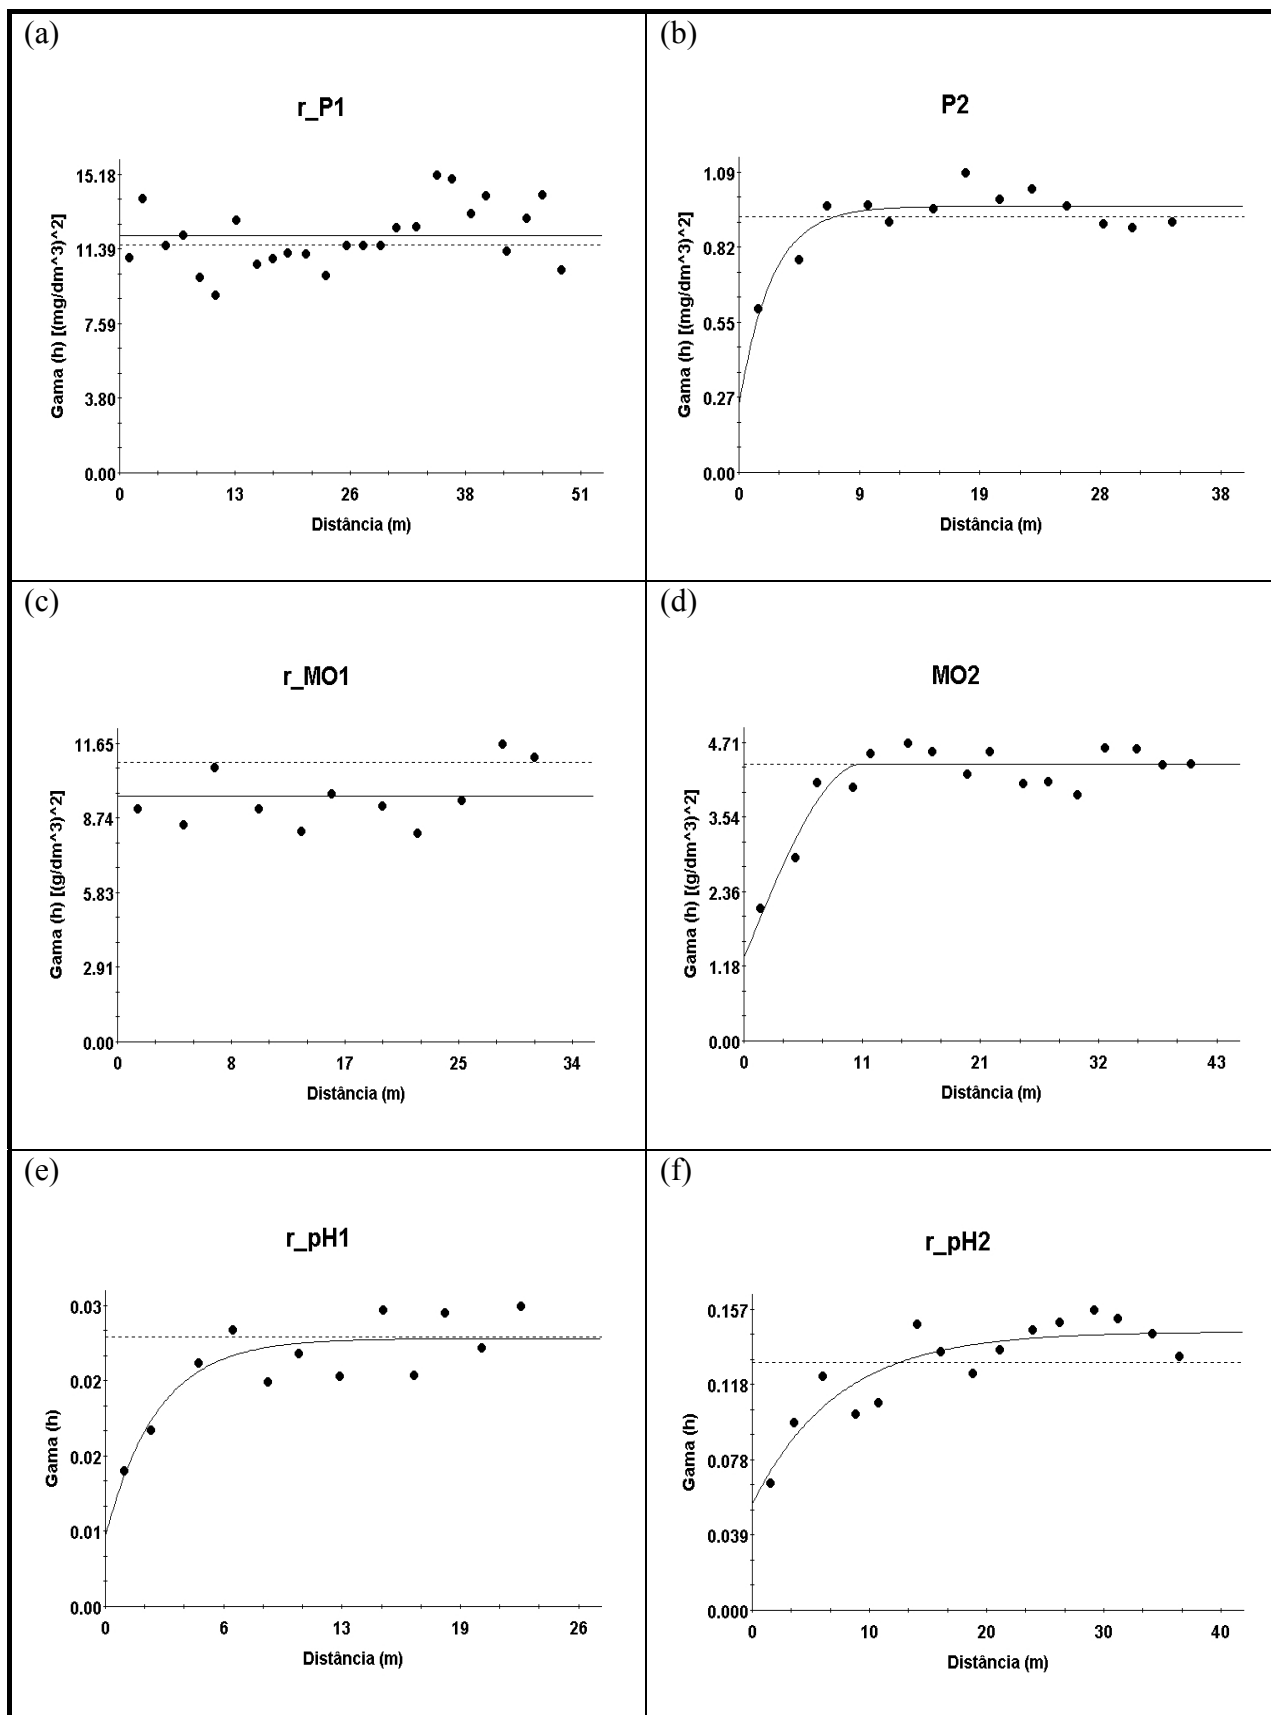 (a)
r_P1
Gama (h) [(mg/dm^3)^2]
15.18
11.39
7.59
3.80
0.00
0 13 26 38 51
Distância (m)
(b)
P2
Gama (h) [(mg/dm^3)^2]
1.09
0.82
0.55
0.27
0.00
0 9 19 28 38
Distância (m)
(c)
r_MO1
Gama (h) [(g/dm^3)^2]
11.65
8.74
5.83
2.91
0.00
0 8 17 25 34
Distância (m)
(d)
MO2
Gama (h) [(g/dm^3)^2]
4.71
3.54
2.36
1.18
0.00
0 11 21 32 43
Distância (m)
(e)
r_pH1
Gama (h)
0.03
0.02
0.02
0.01
0.00
0 6 13 19 26
Distância (m)
(f)
r_pH2
Gama (h)
0.157
0.118
0.078
0.039
0.000
0 10 20 30 40
Distância (m)